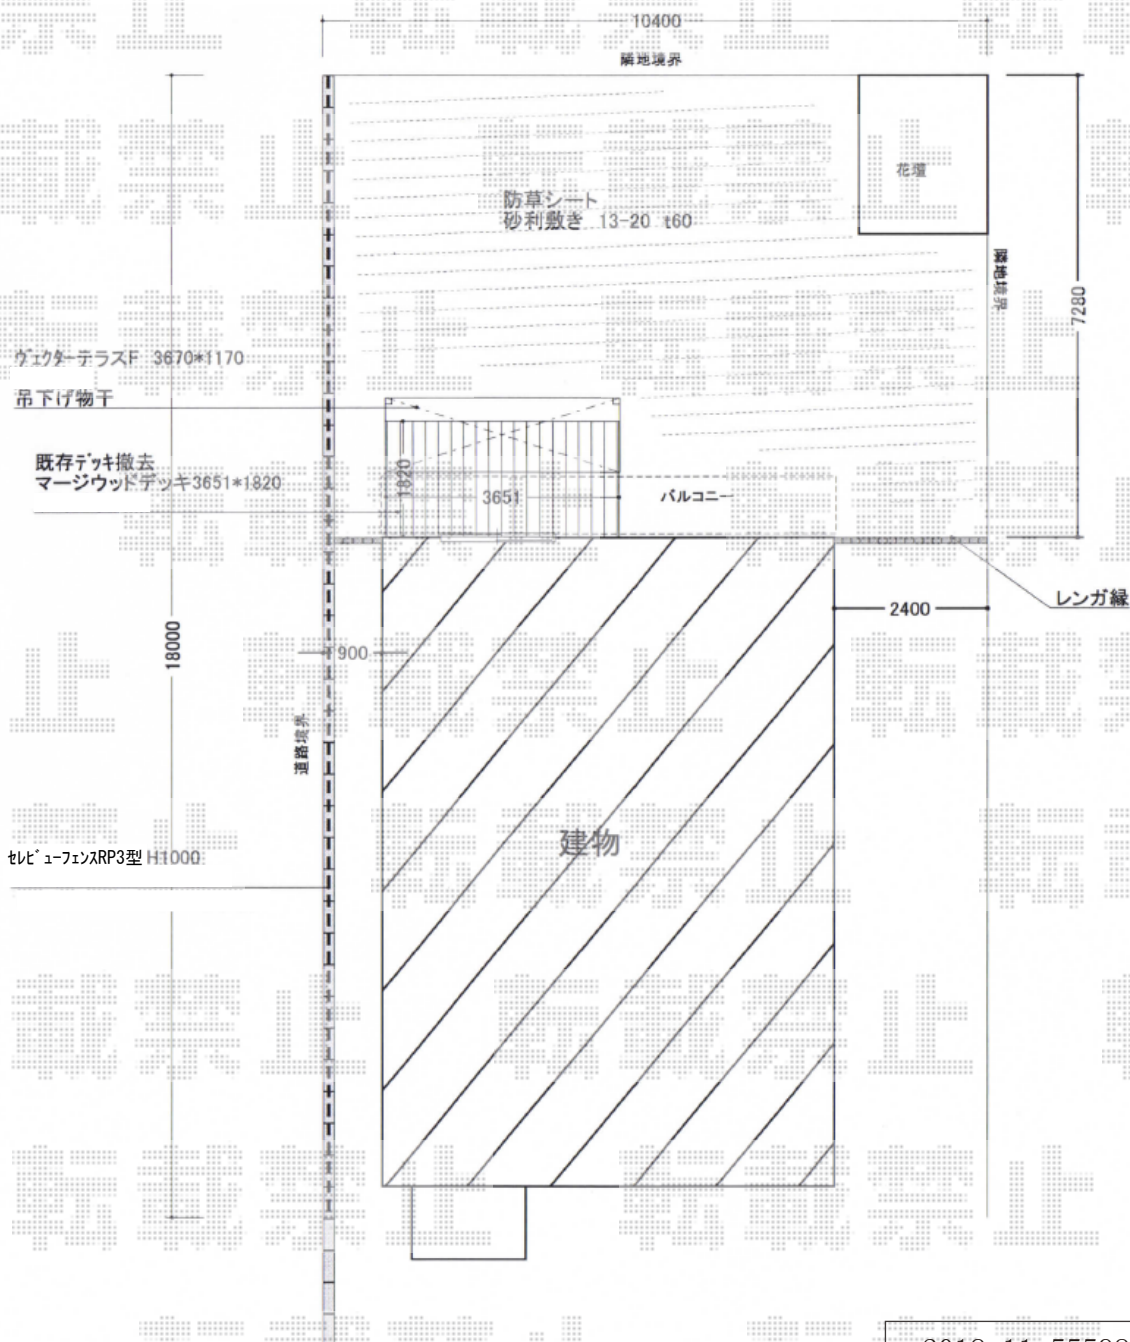 10400
隣地境界
花壇
防草シート
砂利敷き 13-20 t60
隣地境界
7280
ヴェクターテラスF 3670*1170
吊下げ物干
既存デッキ撤去
マージウッドデッキ3651*1820
1820
3651
バルコニー
レンガ縁
2400
18000
900
道路境界
建物
セレビューフェンスRP3型 H1000
転載禁止